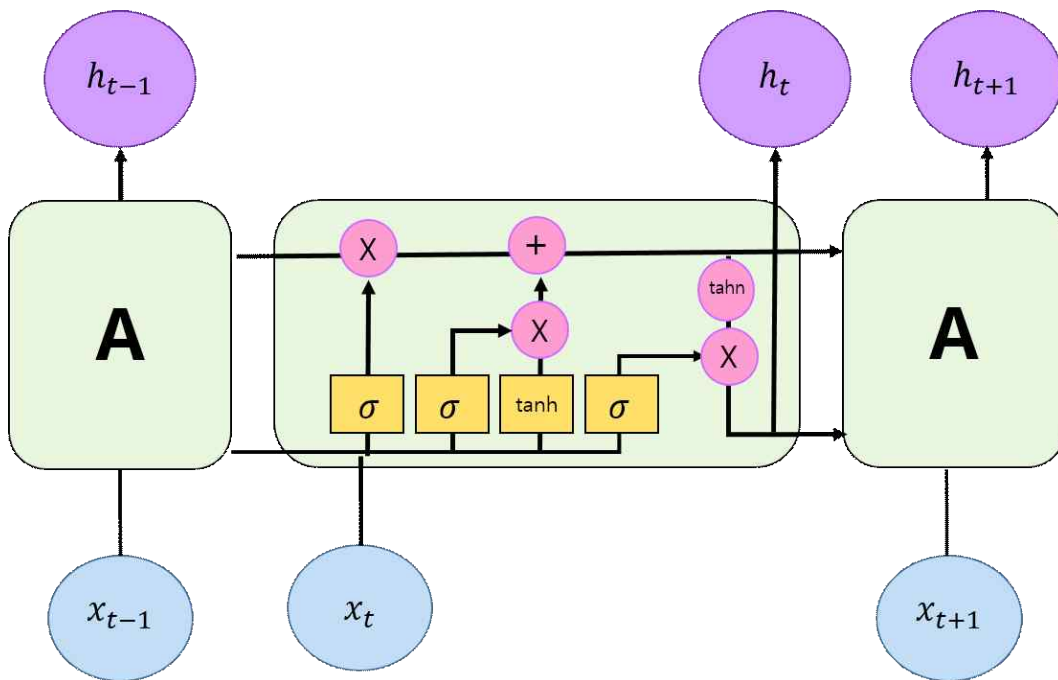 h_{t-1}
h_t
h_{t+1}
X
+
tahn
A
X
X
A
σ
σ
tanh
σ
x_{t-1}
x_t
x_{t+1}